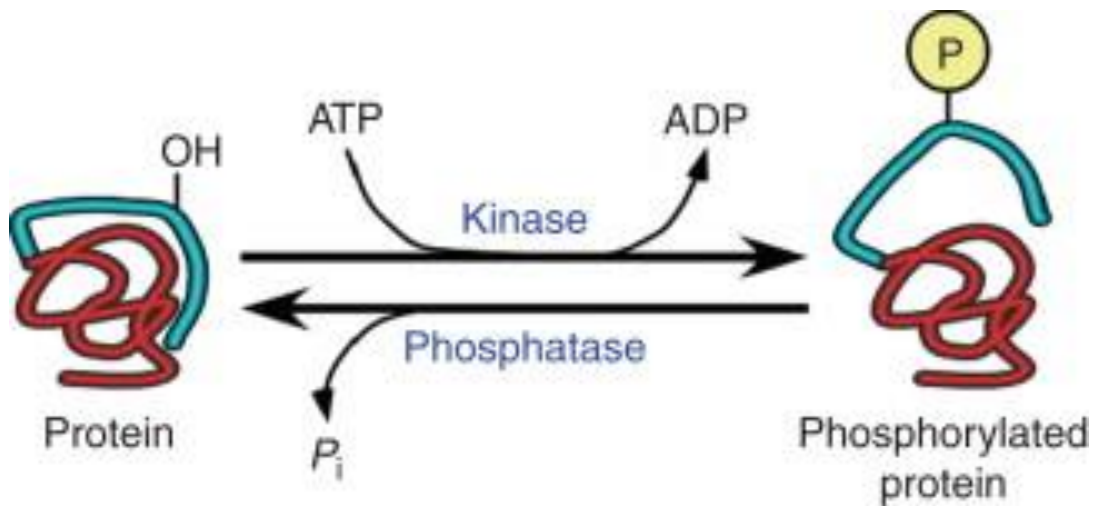 P
ATP
ADP
OH
Kinase
Phosphatase
Protein
Pi
Phosphorylated
protein